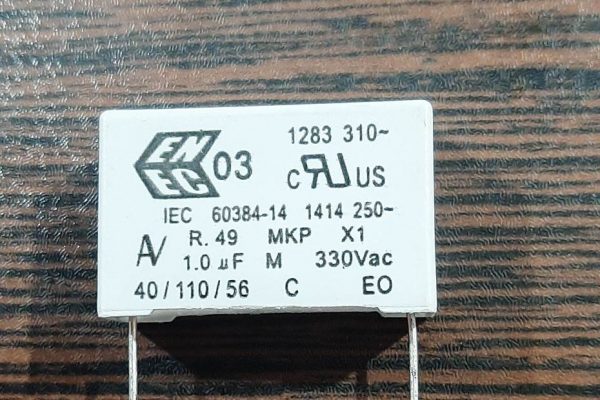 1283 310~
EN
EC
03
c RU US
IEC 60384-14 1414 250~
AV R. 49 MKP X1
1.0 µF M 330Vac
40/110/56 C EO